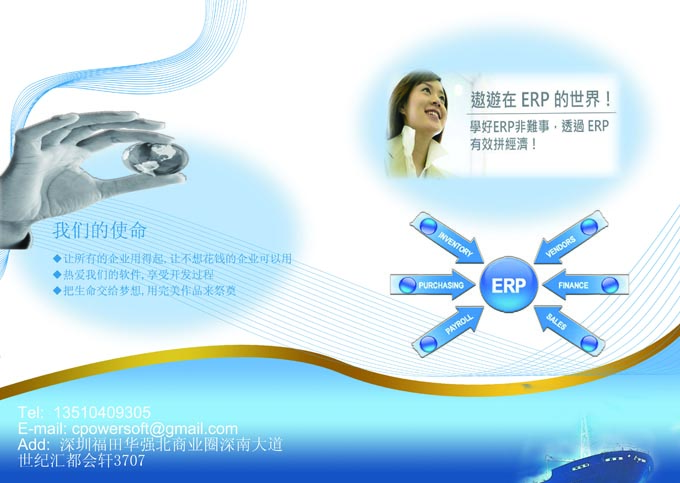 遨遊在 ERP 的世界！
學好ERP非難事，透過 ERP
有效拼經濟！
我们的使命
◆让所有的企业用得起,让不想花钱的企业可以用
◆热爱我们的软件,享受开发过程
◆把生命交给梦想,用完美作品来祭奠
INVENTORY
VENDORS
PURCHASING
ERP
FINANCE
PAYROLL
SALES
Tel: 13510409305
E-mail: cpowersoft@gmail.com
Add: 深圳福田华强北商业圈深南大道
世纪汇都会轩3707